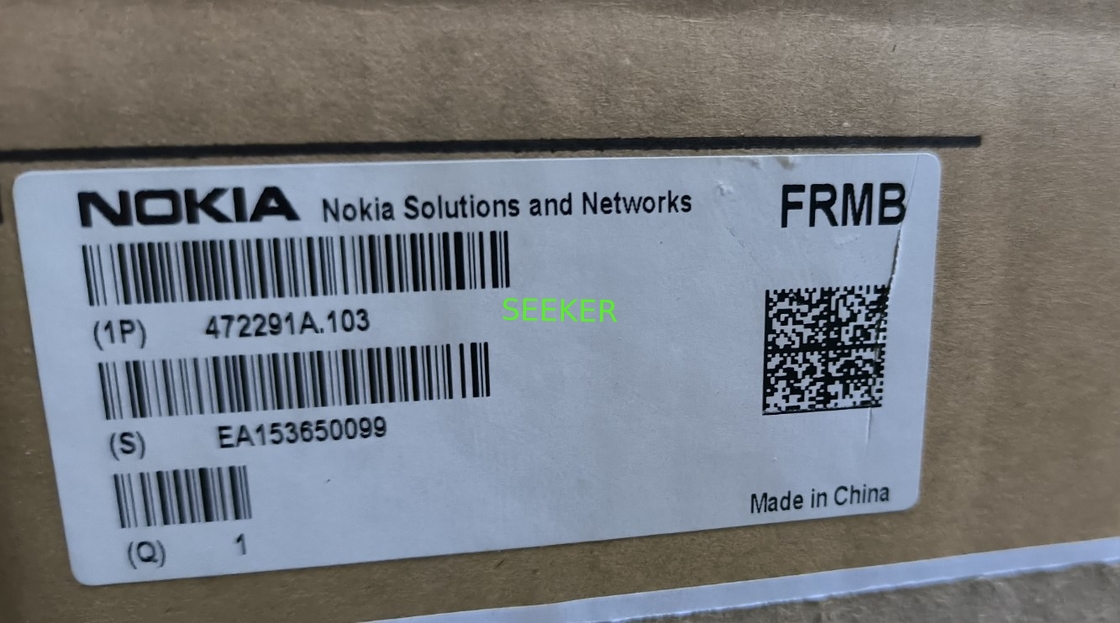 NOKIA Nokia Solutions and Networks
FRMB
(1P) 472291A.103
SEEKER
(S) EA153650099
(Q) 1
Made in China